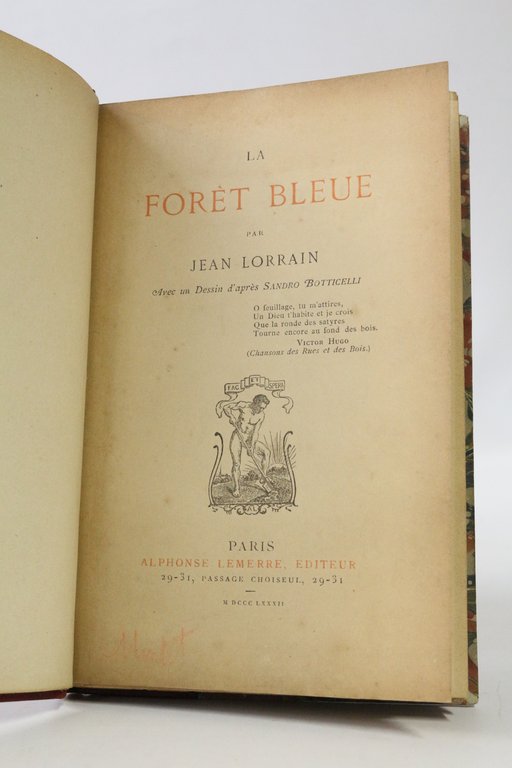 LA
FORÊT BLEUE
PAR
JEAN LORRAIN
Avec un Dessin d'après SANDRO BOTTICELLI
O feuillage, tu m'attires,
Un Dieu t'habite et je crois
Que la ronde des satyres
Tourne encore au fond des bois.
VICTOR HUGO
(Chansons des Rues et des Bois.)
FAC ET SPERA
AL
PARIS
ALPHONSE LEMERRE, EDITEUR
29-31, PASSAGE CHOISEUL, 29-31
—
M DCCC LXXXII